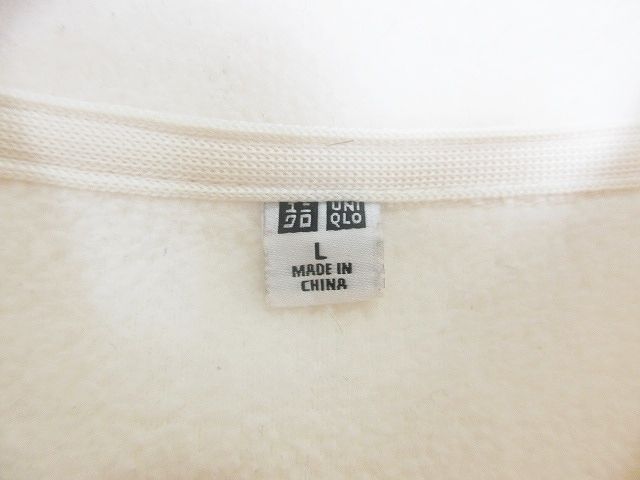 ユニ UNI
クロ QLO
L
MADE IN
CHINA